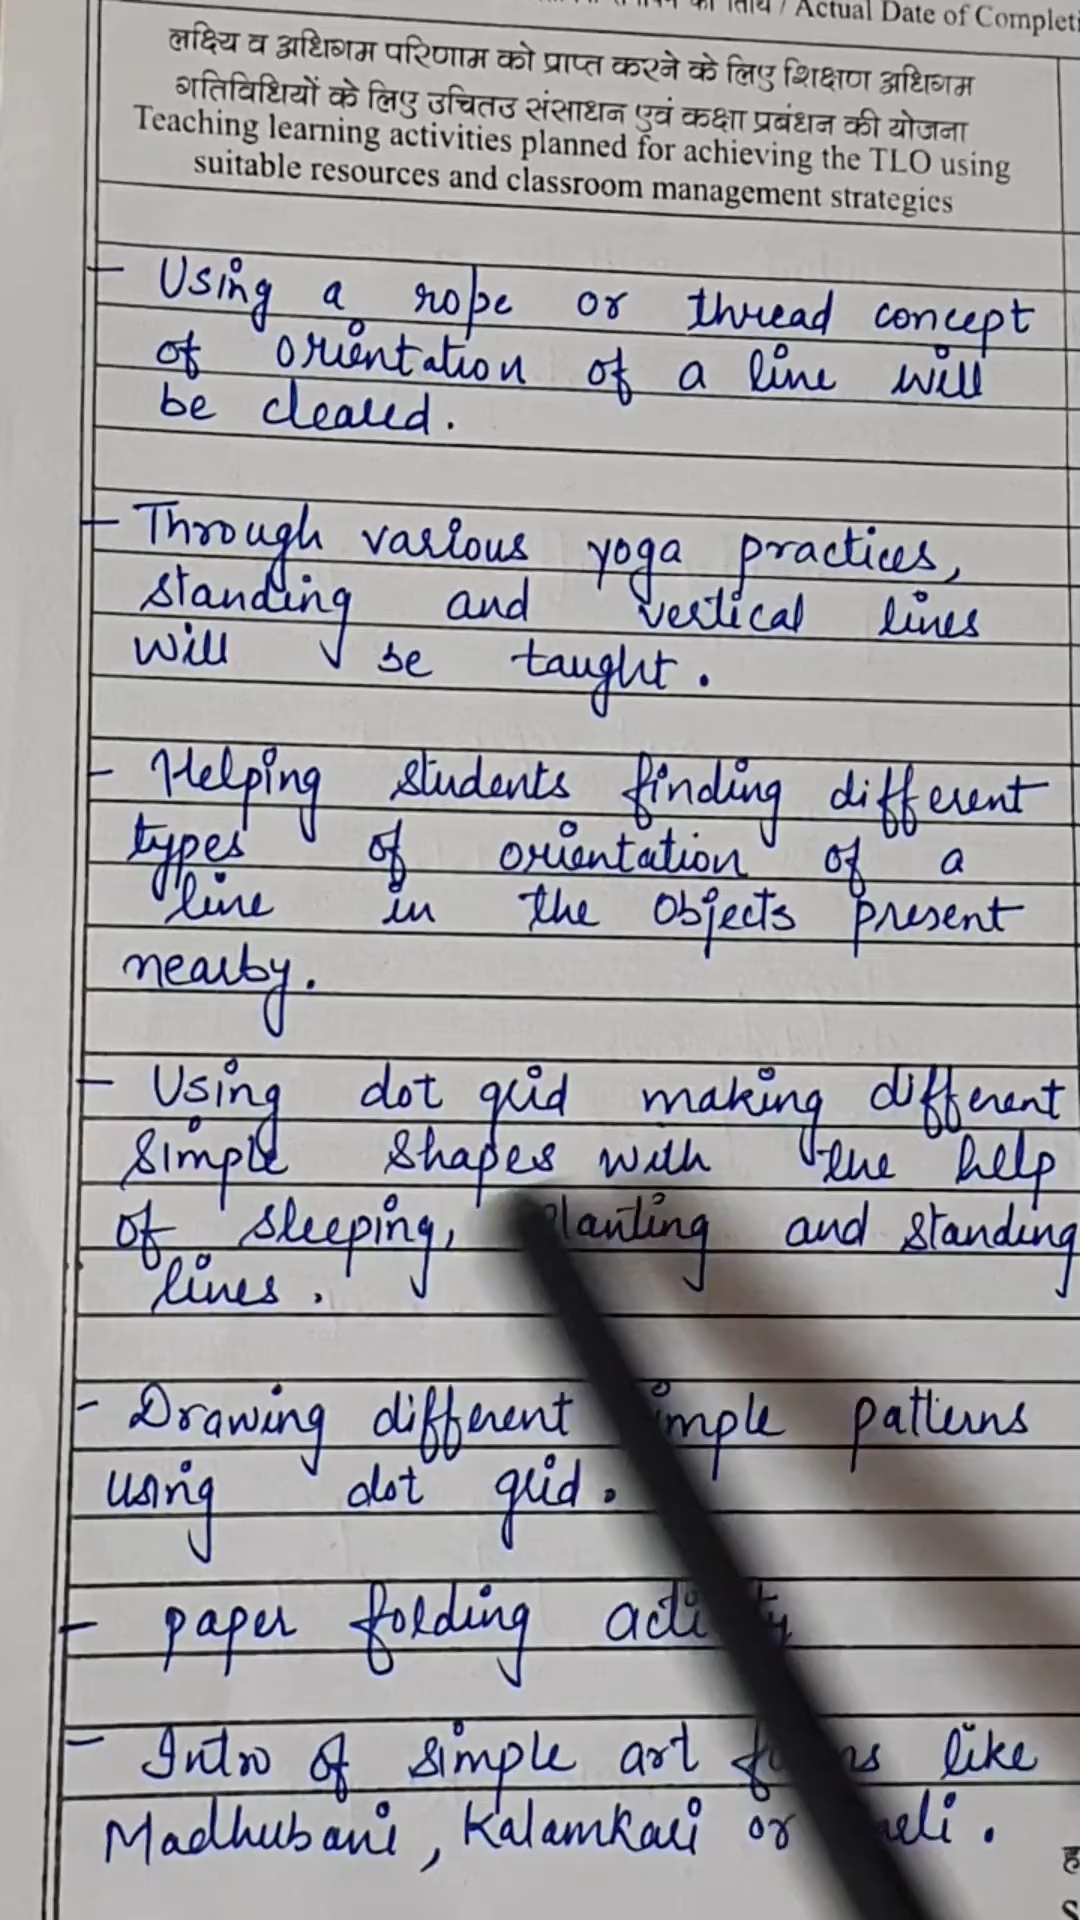 / Actual Date of Completi
लक्ष्यि व अधिगम परिणाम को प्राप्त करने के लिए शिक्षण अधिगम
गतिविधियों के लिए उचितउ संसाधन एवं कक्षा प्रबंधन की योजना
Teaching learning activities planned for achieving the TLO using
suitable resources and classroom management strategies
- Using a rope or thread concept
of orientation of a line will
be cleared.
- Through various yoga practices,
standing and vertical lines
will be taught.
- Helping students finding different
types of orientation of a
line in the objects present
nearby.
- Using dot grid making different
simple shapes with the help
of sleeping, lanting and standing
lines.
- Drawing different imple patterns
using dot grid.
- paper folding
- Intro of simple art like
Madhubani, Kalamkari or